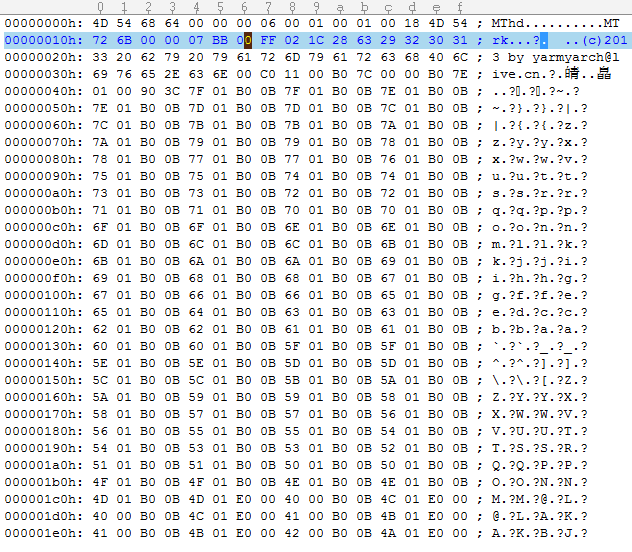 0 1 2 3 4 5 6 7 8 9 a b c d e f
00000000h: 4D 54 68 64 00 00 00 06 00 01 00 01 00 18 4D 54 ; MThd..........MT
00000010h: 72 6B 00 00 07 BB 00 FF 02 1C 28 63 29 32 30 31 ; rk...?. ..(c)201
00000020h: 33 20 62 79 20 79 61 72 6D 79 61 72 63 68 40 6C ; 3 by yarmyarch@l
00000030h: 69 76 65 2E 63 6E 00 C0 11 00 B0 7C 00 00 B0 7E ; ive.cn.?.
00000040h: 01 00 90 3C 7F 01 B0 0B 7F 01 B0 0B 7E 01 B0 0B ; ..?.?.?~.?
00000050h: 7E 01 B0 0B 7D 01 B0 0B 7D 01 B0 0B 7C 01 B0 0B ; ~.?}.?}.?|.?
00000060h: 7C 01 B0 0B 7B 01 B0 0B 7B 01 B0 0B 7A 01 B0 0B ; |.?{.?{.?z.?
00000070h: 7A 01 B0 0B 79 01 B0 0B 79 01 B0 0B 78 01 B0 0B ; z.?y.?y.?x.?
00000080h: 78 01 B0 0B 77 01 B0 0B 77 01 B0 0B 76 01 B0 0B ; x.?w.?w.?v.?
00000090h: 75 01 B0 0B 75 01 B0 0B 74 01 B0 0B 74 01 B0 0B ; u.?u.?t.?t.?
000000a0h: 73 01 B0 0B 73 01 B0 0B 72 01 B0 0B 72 01 B0 0B ; s.?s.?r.?r.?
000000b0h: 71 01 B0 0B 71 01 B0 0B 70 01 B0 0B 70 01 B0 0B ; q.?q.?p.?p.?
000000c0h: 6F 01 B0 0B 6F 01 B0 0B 6E 01 B0 0B 6E 01 B0 0B ; o.?o.?n.?n.?
000000d0h: 6D 01 B0 0B 6C 01 B0 0B 6C 01 B0 0B 6B 01 B0 0B ; m.?l.?l.?k.?
000000e0h: 6B 01 B0 0B 6A 01 B0 0B 6A 01 B0 0B 69 01 B0 0B ; k.?j.?j.?i.?
000000f0h: 69 01 B0 0B 68 01 B0 0B 68 01 B0 0B 67 01 B0 0B ; i.?h.?h.?g.?
00000100h: 67 01 B0 0B 66 01 B0 0B 66 01 B0 0B 65 01 B0 0B ; g.?f.?f.?e.?
00000110h: 65 01 B0 0B 64 01 B0 0B 63 01 B0 0B 63 01 B0 0B ; e.?d.?c.?c.?
00000120h: 62 01 B0 0B 62 01 B0 0B 61 01 B0 0B 61 01 B0 0B ; b.?b.?a.?a.?
00000130h: 60 01 B0 0B 60 01 B0 0B 5F 01 B0 0B 5F 01 B0 0B ; `.?`.?_.?_.?
00000140h: 5E 01 B0 0B 5E 01 B0 0B 5D 01 B0 0B 5D 01 B0 0B ; ^.?^.?].?].?
00000150h: 5C 01 B0 0B 5C 01 B0 0B 5B 01 B0 0B 5A 01 B0 0B ; \.?\.?[.?Z.?
00000160h: 5A 01 B0 0B 59 01 B0 0B 59 01 B0 0B 58 01 B0 0B ; Z.?Y.?Y.?X.?
00000170h: 58 01 B0 0B 57 01 B0 0B 57 01 B0 0B 56 01 B0 0B ; X.?W.?W.?V.?
00000180h: 56 01 B0 0B 55 01 B0 0B 55 01 B0 0B 54 01 B0 0B ; V.?U.?U.?T.?
00000190h: 54 01 B0 0B 53 01 B0 0B 53 01 B0 0B 52 01 B0 0B ; T.?S.?S.?R.?
000001a0h: 51 01 B0 0B 51 01 B0 0B 50 01 B0 0B 50 01 B0 0B ; Q.?Q.?P.?P.?
000001b0h: 4F 01 B0 0B 4F 01 B0 0B 4E 01 B0 0B 4E 01 B0 0B ; O.?O.?N.?N.?
000001c0h: 4D 01 B0 0B 4D 01 E0 00 40 00 B0 0B 4C 01 E0 00 ; M.?M.?@.?L.?
000001d0h: 40 00 B0 0B 4C 01 E0 00 41 00 B0 0B 4B 01 E0 00 ; @.?L.?A.?K.?
000001e0h: 41 00 B0 0B 4B 01 E0 00 42 00 B0 0B 4A 01 E0 00 ; A.?K.?B.?J.?